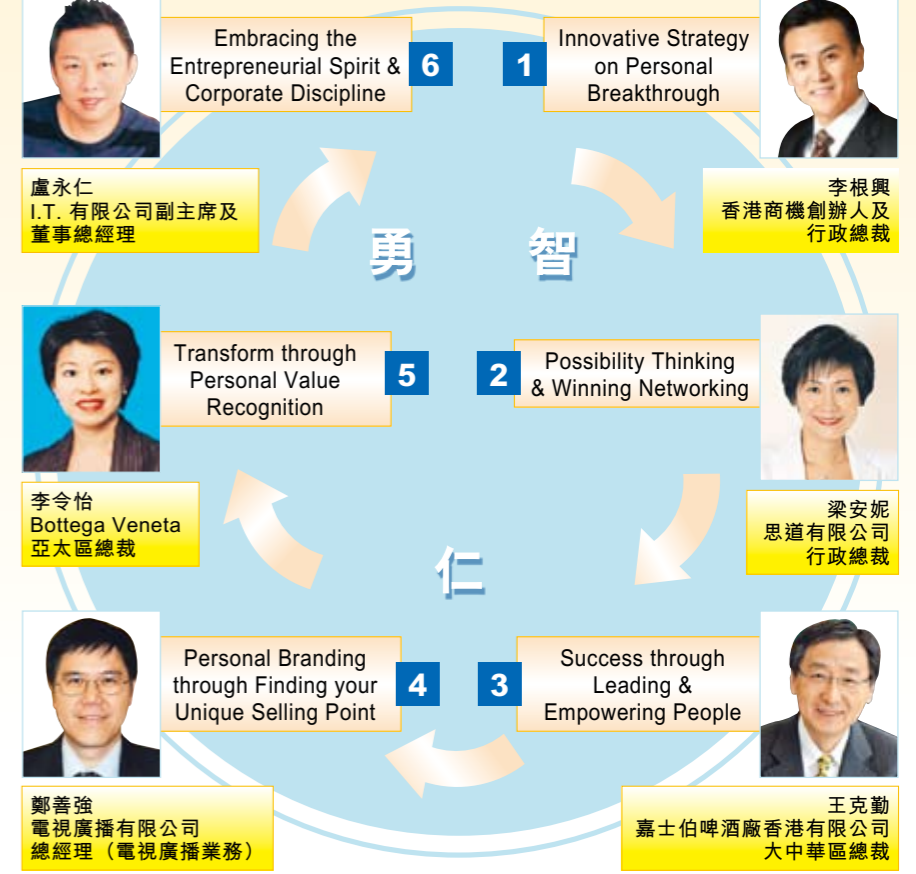 Embracing the
Entrepreneurial Spirit &
Corporate Discipline
6
1
Innovative Strategy
on Personal
Breakthrough
盧永仁
I.T. 有限公司副主席及
董事總經理
李根興
香港商機創辦人及
行政總裁
勇
智
Transform through
Personal Value
Recognition
5
2
Possibility Thinking
& Winning Networking
李令怡
Bottega Veneta
亞太區總裁
梁安妮
思道有限公司
行政總裁
仁
Personal Branding
through Finding your
Unique Selling Point
4
3
Success through
Leading &
Empowering People
鄭善強
電視廣播有限公司
總經理（電視廣播業務）
王克勤
嘉士伯啤酒廠香港有限公司
大中華區總裁